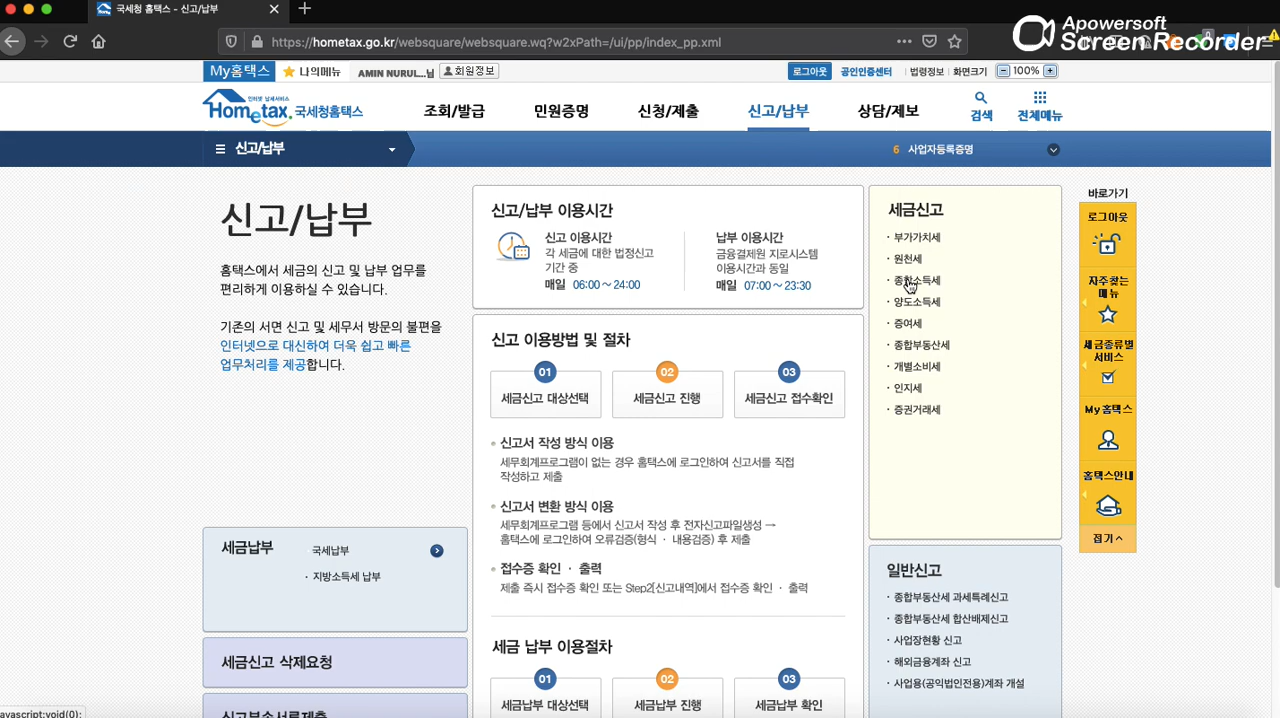 국세청 홈택스 - 신고/납부
https://hometax.go.kr/websquare/websquare.wq?w2xPath=/ui/pp/index_pp.xml
Apowersoft
Screen Recorder
My홈택스
나의메뉴
AMIN NURUL...님
회원정보
로그아웃
공인인증센터
법령정보
화면크기
100%
인터넷 납세서비스
Hometax. 국세청홈택스
조회/발급
민원증명
신청/제출
신고/납부
상담/제보
검색
전체메뉴
신고/납부
6 사업자등록증명
신고/납부
홈택스에서 세금의 신고 및 납부 업무를
편리하게 이용하실 수 있습니다.
기존의 서면 신고 및 세무서 방문의 불편을
인터넷으로 대신하여 더욱 쉽고 빠른
업무처리를 제공합니다.
세금납부
국세납부
· 지방소득세 납부
세금신고 삭제요청
신고부속서류제출
신고/납부 이용시간
신고 이용시간
각 세금에 대한 법정신고
기간 중
매일 06:00~24:00
납부 이용시간
금융결제원 지로시스템
이용시간과 동일
매일 07:00~23:30
신고 이용방법 및 절차
01
세금신고 대상선택
02
세금신고 진행
03
세금신고 접수확인
신고서 작성 방식 이용
세무회계프로그램이 없는 경우 홈택스에 로그인하여 신고서를 직접
작성하고 제출
신고서 변환 방식 이용
세무회계프로그램 등에서 신고서 작성 후 전자신고파일생성 →
홈택스에 로그인하여 오류검증(형식 · 내용검증) 후 제출
접수증 확인 · 출력
제출 즉시 접수증 확인 또는 Step2[신고내역]에서 접수증 확인 · 출력
세금 납부 이용절차
01
세금납부 대상선택
02
세금납부 진행
03
세금납부 확인
세금신고
· 부가가치세
· 원천세
· 종합소득세
· 양도소득세
· 증여세
· 종합부동산세
· 개별소비세
· 인지세
· 증권거래세
일반신고
· 종합부동산세 과세특례신고
· 종합부동산세 합산배제신고
· 사업장현황 신고
· 해외금융계좌 신고
· 사업용(공익법인전용)계좌 개설
바로가기
로그아웃
자주찾는
메뉴
세금종류별
서비스
My홈택스
홈택스안내
접기^
avascript:void(0);